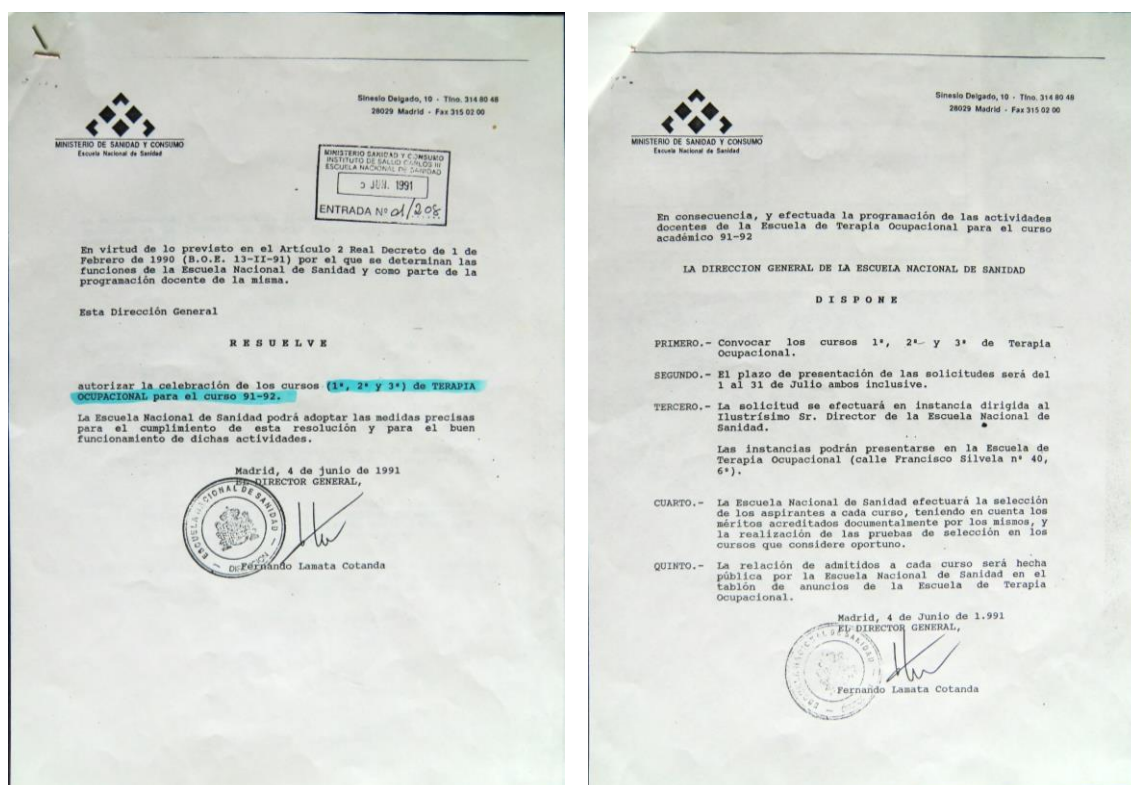 Sinesio Delgado, 10 - Tlno. 314 80 48
28029 Madrid - Fax 315 02 00
MINISTERIO DE SANIDAD Y CONSUMO
Escuela Nacional de Sanidad
MINISTERIO SANIDAD Y CONSUMO
INSTITUTO DE SALUD CARLOS III
ESCUELA NACIONAL DE SANIDAD
5 JUN. 1991
ENTRADA Nº 01/208
En virtud de lo previsto en el Artículo 2 Real Decreto de 1 de
Febrero de 1990 (B.O.E. 13-II-91) por el que se determinan las
funciones de la Escuela Nacional de Sanidad y como parte de la
programación docente de la misma.
Esta Dirección General
R E S U E L V E
autorizar la celebración de los cursos (1º, 2º y 3º) de TERAPIA
OCUPACIONAL para el curso 91-92.
La Escuela Nacional de Sanidad podrá adoptar las medidas precisas
para el cumplimiento de esta resolución y para el buen
funcionamiento de dichas actividades.
Madrid, 4 de junio de 1991
EL DIRECTOR GENERAL,
ESCUELA NACIONAL DE SANIDAD - DIRECCION
Fernando Lamata Cotanda
Sinesio Delgado, 10 - Tlno. 314 80 48
28029 Madrid - Fax 315 02 00
MINISTERIO DE SANIDAD Y CONSUMO
Escuela Nacional de Sanidad
En consecuencia, y efectuada la programación de las actividades
docentes de la Escuela de Terapia Ocupacional para el curso
académico 91-92
LA DIRECCION GENERAL DE LA ESCUELA NACIONAL DE SANIDAD
D I S P O N E
PRIMERO.- Convocar los cursos 1º, 2º y 3º de Terapia
Ocupacional.
SEGUNDO.- El plazo de presentación de las solicitudes será del
1 al 31 de Julio ambos inclusive.
TERCERO.- La solicitud se efectuará en instancia dirigida al
Ilustrísimo Sr. Director de la Escuela Nacional de
Sanidad.
Las instancias podrán presentarse en la Escuela de
Terapia Ocupacional (calle Francisco Silvela nº 40,
6º).
CUARTO.- La Escuela Nacional de Sanidad efectuará la selección
de los aspirantes a cada curso, teniendo en cuenta los
méritos acreditados documentalmente por los mismos, y
la realización de las pruebas de selección en los
cursos que considere oportuno.
QUINTO.- La relación de admitidos a cada curso será hecha
pública por la Escuela Nacional de Sanidad en el
tablón de anuncios de la Escuela de Terapia
Ocupacional.
Madrid, 4 de Junio de 1.991
EL DIRECTOR GENERAL,
Fernando Lamata Cotanda